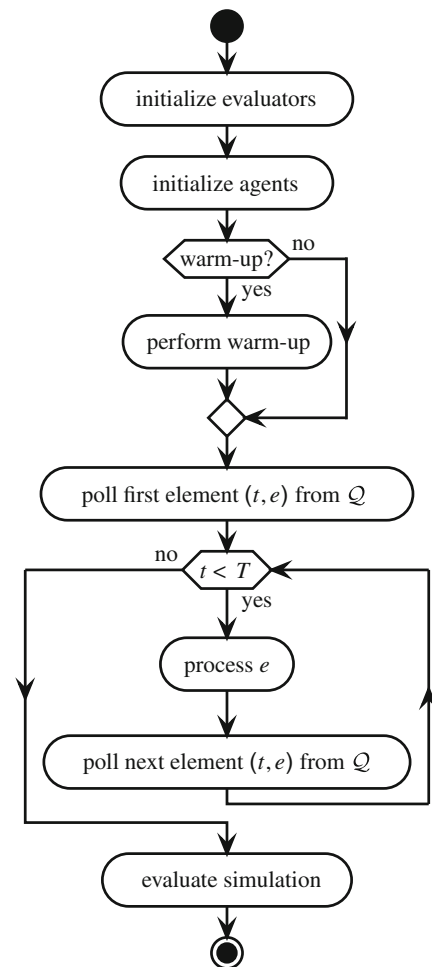 initialize evaluators
initialize agents
warm-up?
no
yes
perform warm-up
poll first element (t, e) from 𝒬
no
t < T
yes
process e
poll next element (t, e) from 𝒬
evaluate simulation